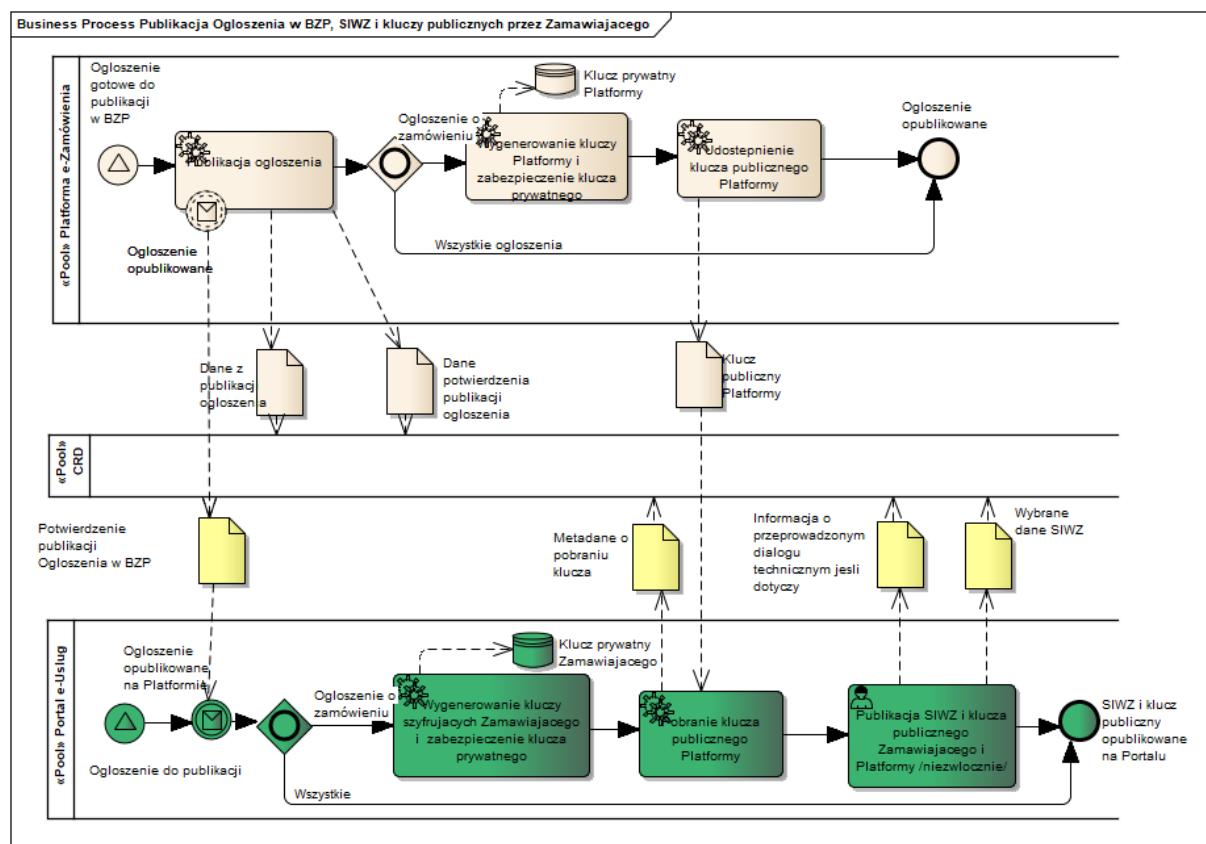 Business Process Publikacja Ogloszenia w BZP, SIWZ i kluczy publicznych przez Zamawiajacego
«Pool» Platforma e-Zamówienia
Ogloszenie
gotowe do
publikacji
w BZP
Publikacja ogloszenia
Ogloszenie
opublikowane
Ogloszenie o
zamówieniu
Klucz prywatny
Platformy
Wygenerowanie kluczy
Platformy i
zabezpieczenie klucza
prywatnego
Udostepnienie
klucza publicznego
Platformy
Ogloszenie
opublikowane
Wszystkie ogloszenia
Dane z
publikacji
ogloszenia
Dane
potwierdzenia
publikacji
ogloszenia
Klucz
publiczny
Platformy
«Pool»
CRD
Potwierdzenie
publikacji
Ogloszenia w BZP
Metadane o
pobraniu
klucza
Informacja o
przeprowadzonym
dialogu
technicznym jesli
dotyczy
Wybrane
dane SIWZ
«Pool» Portal e-Uslug
Ogloszenie
opublikowane
na Platformie
Ogloszenie do publikacji
Ogloszenie o
zamówieniu
Klucz prywatny
Zamawiajacego
Wygenerowanie kluczy
szyfrujacych Zamawiajacego
i zabezpieczenie klucza
prywatnego
Pobranie klucza
publicznego
Platformy
Publikacja SIWZ i klucza
publicznego
Zamawiajacego i
Platformy /niezwlocznie/
SIWZ i klucz
publiczny
opublikowane
na Portalu
Wszystkie